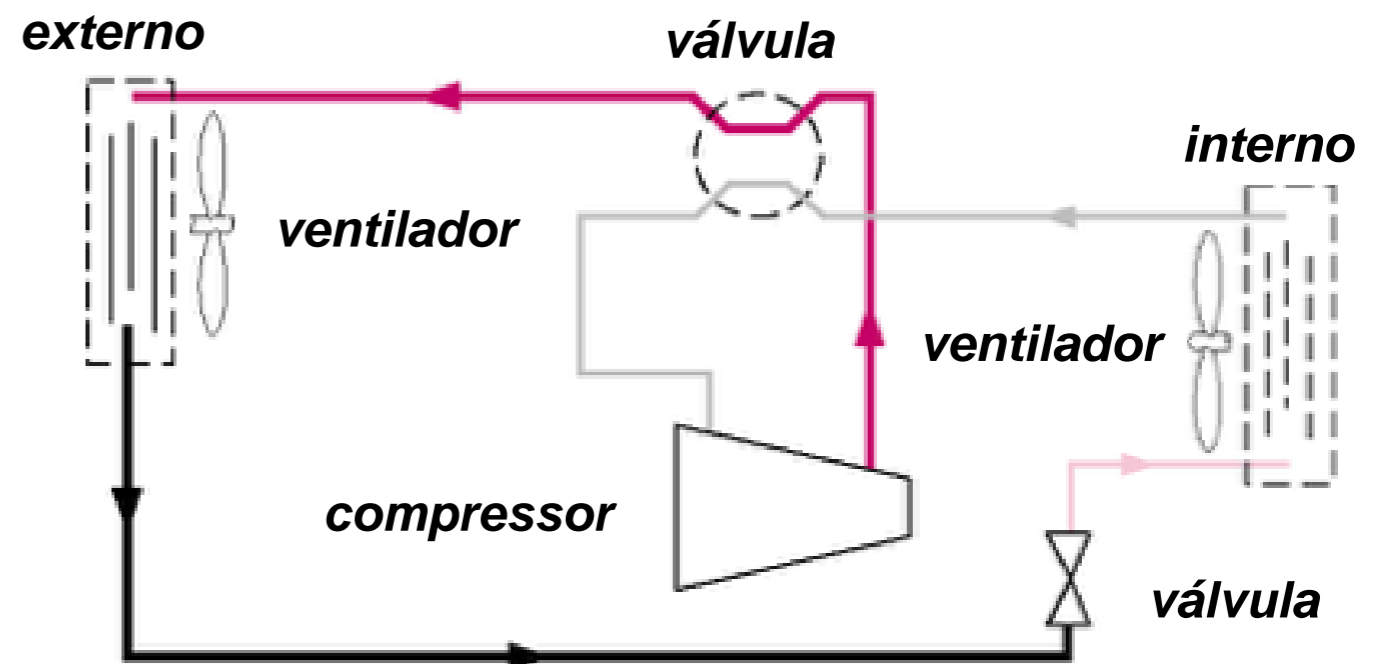 externo
válvula
interno
ventilador
ventilador
compressor
válvula